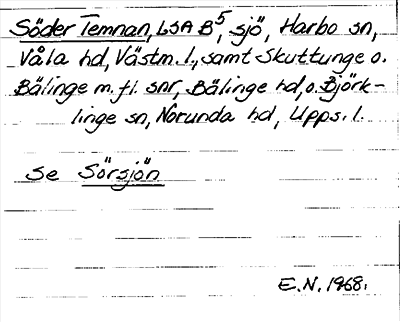 Söder Temnan, LSA B5, sjö, Harbo sn,
Våla hd, Västm. l., samt Skuttunge o.
Bälinge m.fl. snr, Bälinge hd, o. Björk-
linge sn, Norunda hd, Upps. l.
Se Sörsjön
E.N. 1968.